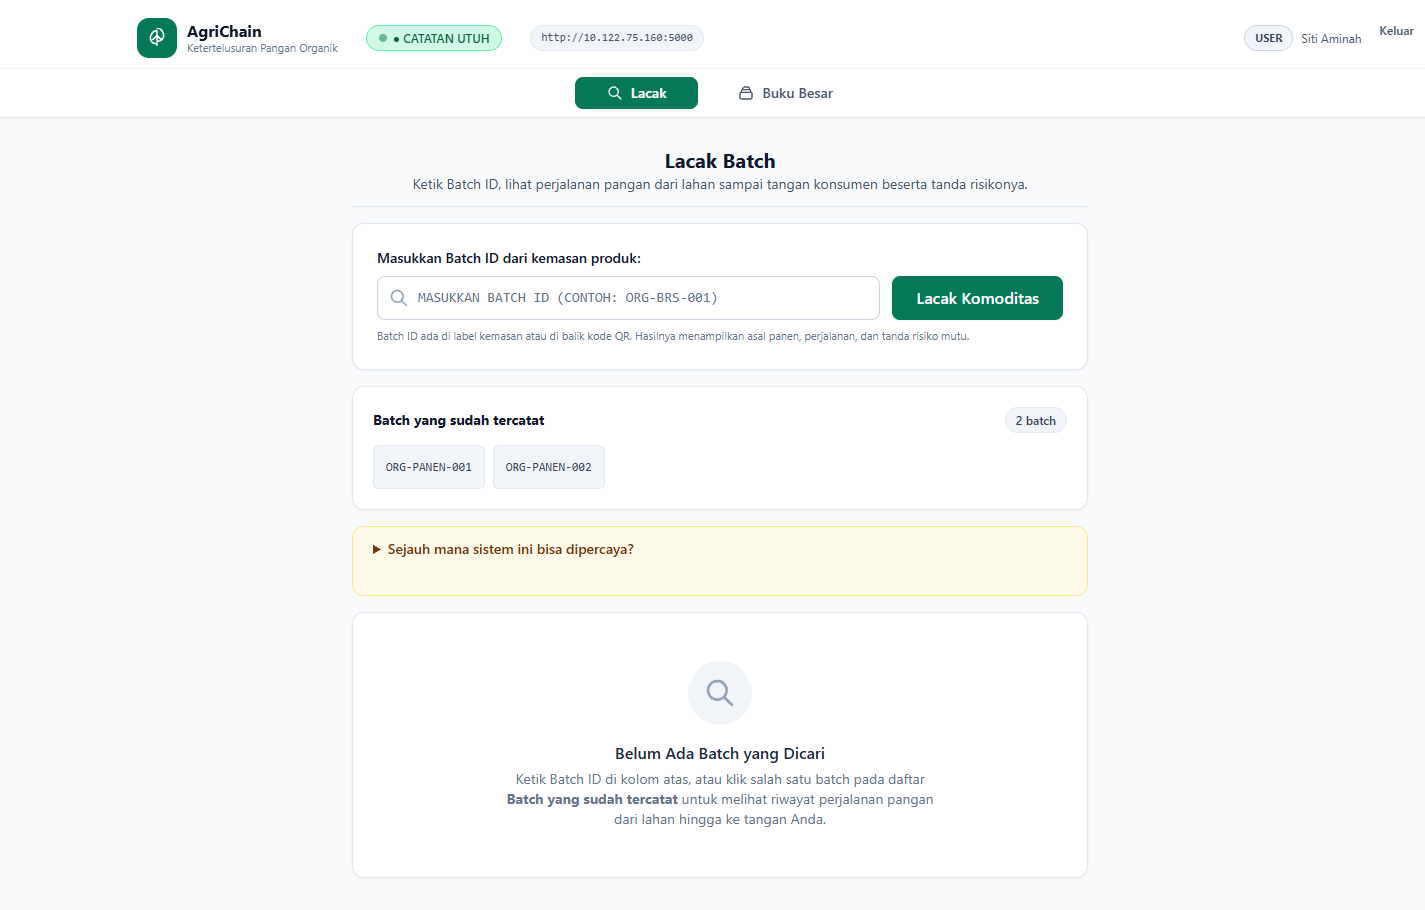 AgriChain
Ketertelusuran Pangan Organik
● CATATAN UTUH
http://10.122.75.160:5000
USER
Siti Aminah
Keluar
Lacak
Buku Besar
Lacak Batch
Ketik Batch ID, lihat perjalanan pangan dari lahan sampai tangan konsumen beserta tanda risikonya.
Masukkan Batch ID dari kemasan produk:
MASUKKAN BATCH ID (CONTOH: ORG-BRS-001)
Lacak Komoditas
Batch ID ada di label kemasan atau di balik kode QR. Hasilnya menampilkan asal panen, perjalanan, dan tanda risiko mutu.
Batch yang sudah tercatat
2 batch
ORG-PANEN-001
ORG-PANEN-002
Sejauh mana sistem ini bisa dipercaya?
Belum Ada Batch yang Dicari
Ketik Batch ID di kolom atas, atau klik salah satu batch pada daftar
Batch yang sudah tercatat untuk melihat riwayat perjalanan pangan
dari lahan hingga ke tangan Anda.